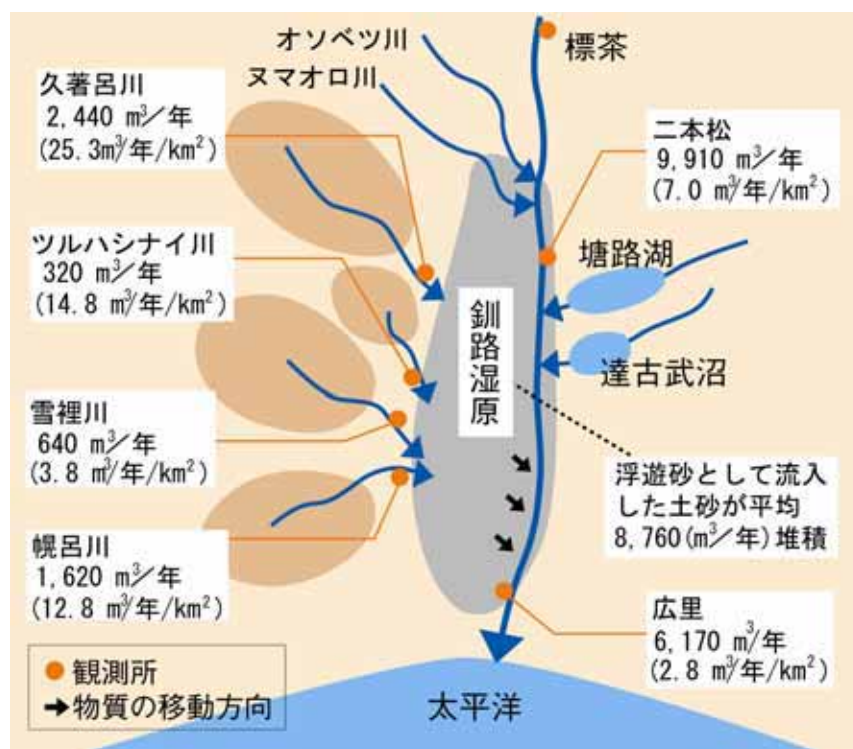 オソベツ川
ヌマオロ川
標茶
久著呂川
2,440 m³/年
(25.3m³/年/km²)
二本松
9,910 m³/年
(7.0 m³/年/km²)
ツルハシナイ川
320 m³/年
(14.8 m³/年/km²)
塘路湖
釧路湿原
達古武沼
雪裡川
640 m³/年
(3.8 m³/年/km²)
浮遊砂として流入
した土砂が平均
8,760(m³/年)堆積
幌呂川
1,620 m³/年
(12.8 m³/年/km²)
広里
6,170 m³/年
(2.8 m³/年/km²)
観測所
物質の移動方向
太平洋